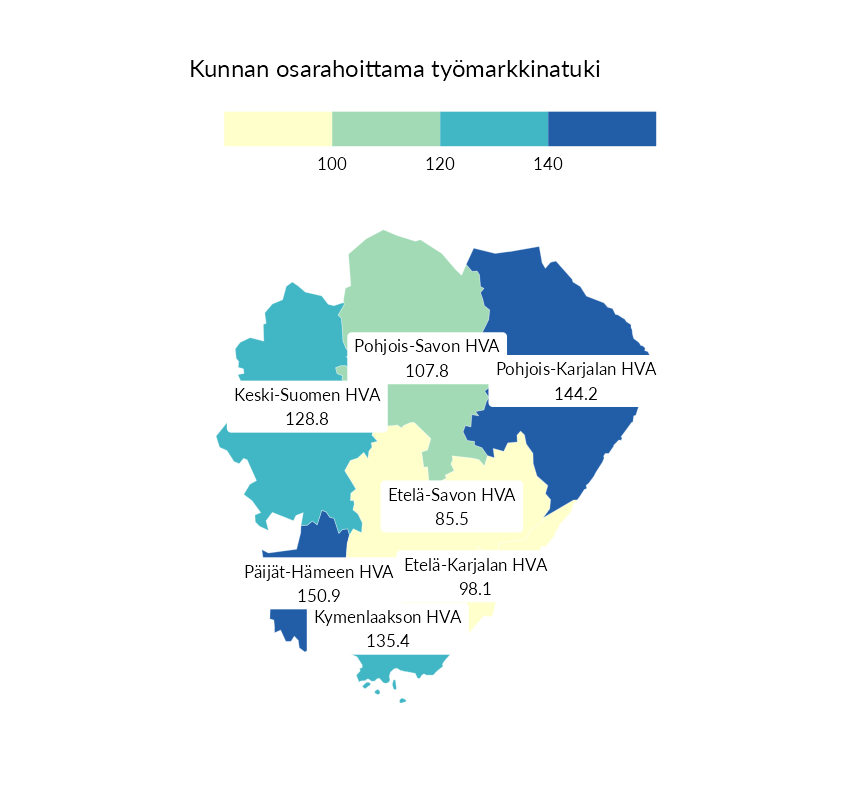 Kunnan osarahoittama työmarkkinatuki
100
120
140
Pohjois-Savon HVA
107.8
Pohjois-Karjalan HVA
144.2
Keski-Suomen HVA
128.8
Etelä-Savon HVA
85.5
Etelä-Karjalan HVA
98.1
Päijät-Hämeen HVA
150.9
Kymenlaakson HVA
135.4